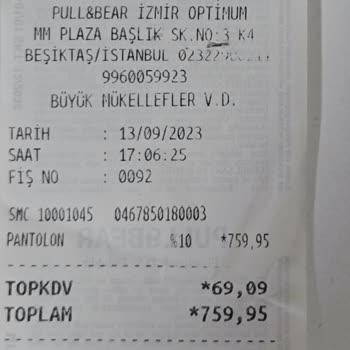 PULL&BEAR İZMİR OPTİMUM
MM PLAZA BAŞLIK SK.NO:3 K4
BEŞİKTAŞ/İSTANBUL
9960059923
BÜYÜK MÜKELLEFLER V.D.
TARİH : 13/09/2023
SAAT : 17:06:25
FİŞ NO : 0092
SMC 10001045 0467850180003
PANTOLON %10 *759,95
TOPKDV *69,09
TOPLAM *759,95